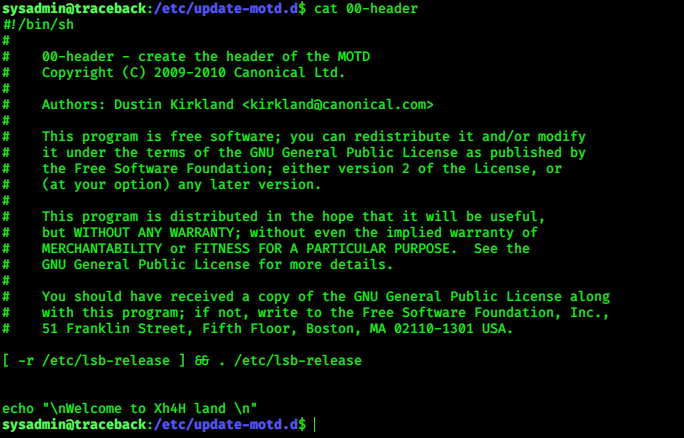 sysadmin@traceback:/etc/update-motd.d$ cat 00-header
#!/bin/sh
#
#    00-header - create the header of the MOTD
#    Copyright (C) 2009-2010 Canonical Ltd.
#
#    Authors: Dustin Kirkland <kirkland@canonical.com>
#
#    This program is free software; you can redistribute it and/or modify
#    it under the terms of the GNU General Public License as published by
#    the Free Software Foundation; either version 2 of the License, or
#    (at your option) any later version.
#
#    This program is distributed in the hope that it will be useful,
#    but WITHOUT ANY WARRANTY; without even the implied warranty of
#    MERCHANTABILITY or FITNESS FOR A PARTICULAR PURPOSE.  See the
#    GNU General Public License for more details.
#
#    You should have received a copy of the GNU General Public License along
#    with this program; if not, write to the Free Software Foundation, Inc.,
#    51 Franklin Street, Fifth Floor, Boston, MA 02110-1301 USA.

[ -r /etc/lsb-release ] && . /etc/lsb-release


echo "\nWelcome to Xh4H land \n"
sysadmin@traceback:/etc/update-motd.d$